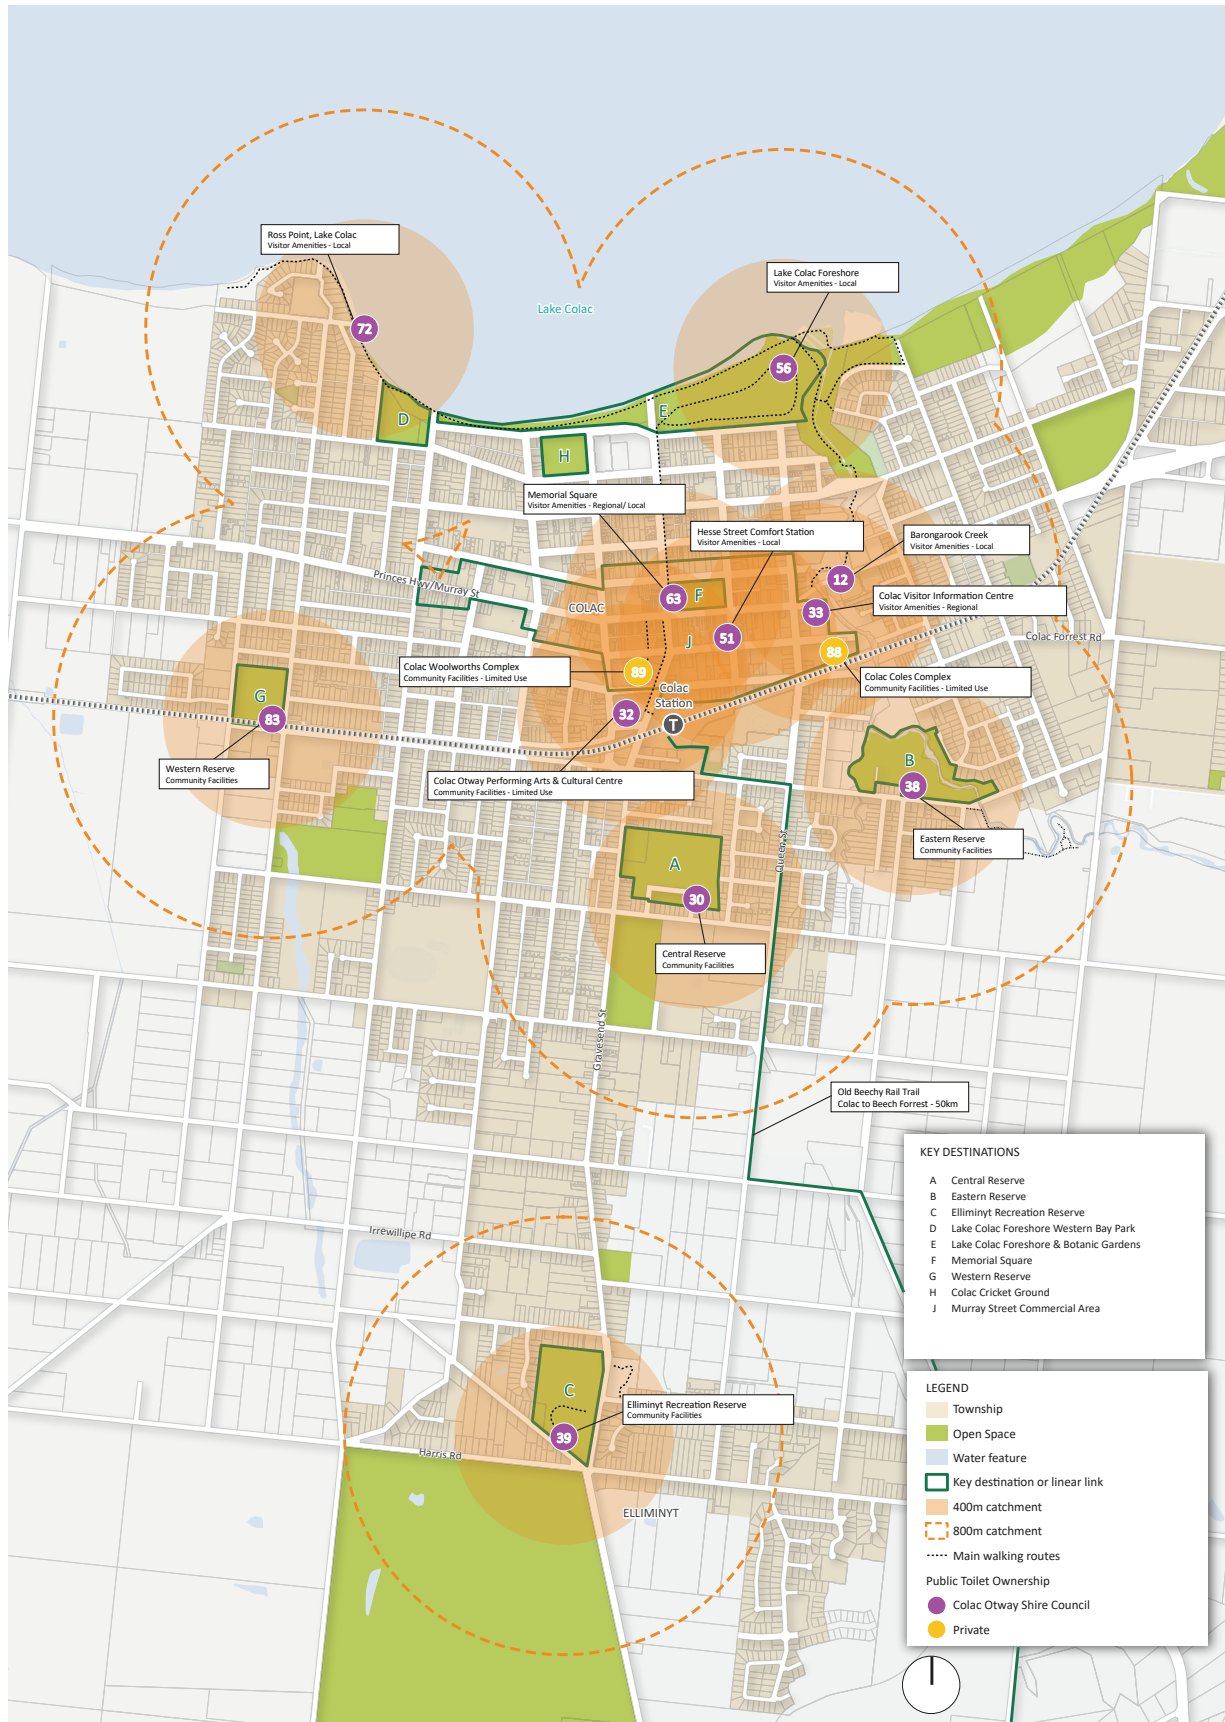 Ross Point, Lake Colac
Visitor Amenities - Local
Lake Colac Foreshore
Visitor Amenities - Local
Lake Colac
72
56
D
E
H
Memorial Square
Visitor Amenities - Regional/ Local
Hesse Street Comfort Station
Visitor Amenities - Local
Barongarook Creek
Visitor Amenities - Local
Princes Hwy/Murray St
COLAC
63
F
12
Colac Visitor Information Centre
Visitor Amenities - Regional
33
51
J
Colac Forrest Rd
88
Colac Woolworths Complex
Community Facilities - Limited Use
89
Colac Coles Complex
Community Facilities - Limited Use
Colac
Station
T
G
83
32
Western Reserve
Community Facilities
Colac Otway Performing Arts & Cultural Centre
Community Facilities - Limited Use
B
38
Eastern Reserve
Community Facilities
Queen St
A
30
Central Reserve
Community Facilities
Gravesend St
Old Beechy Rail Trail
Colac to Beech Forrest - 50km
Irrewillipe Rd
C
Elliminyt Recreation Reserve
Community Facilities
39
Harris Rd
ELLIMINYT
KEY DESTINATIONS
A Central Reserve
B Eastern Reserve
C Elliminyt Recreation Reserve
D Lake Colac Foreshore Western Bay Park
E Lake Colac Foreshore & Botanic Gardens
F Memorial Square
G Western Reserve
H Colac Cricket Ground
J Murray Street Commercial Area
LEGEND
Township
Open Space
Water feature
Key destination or linear link
400m catchment
800m catchment
Main walking routes
Public Toilet Ownership
Colac Otway Shire Council
Private